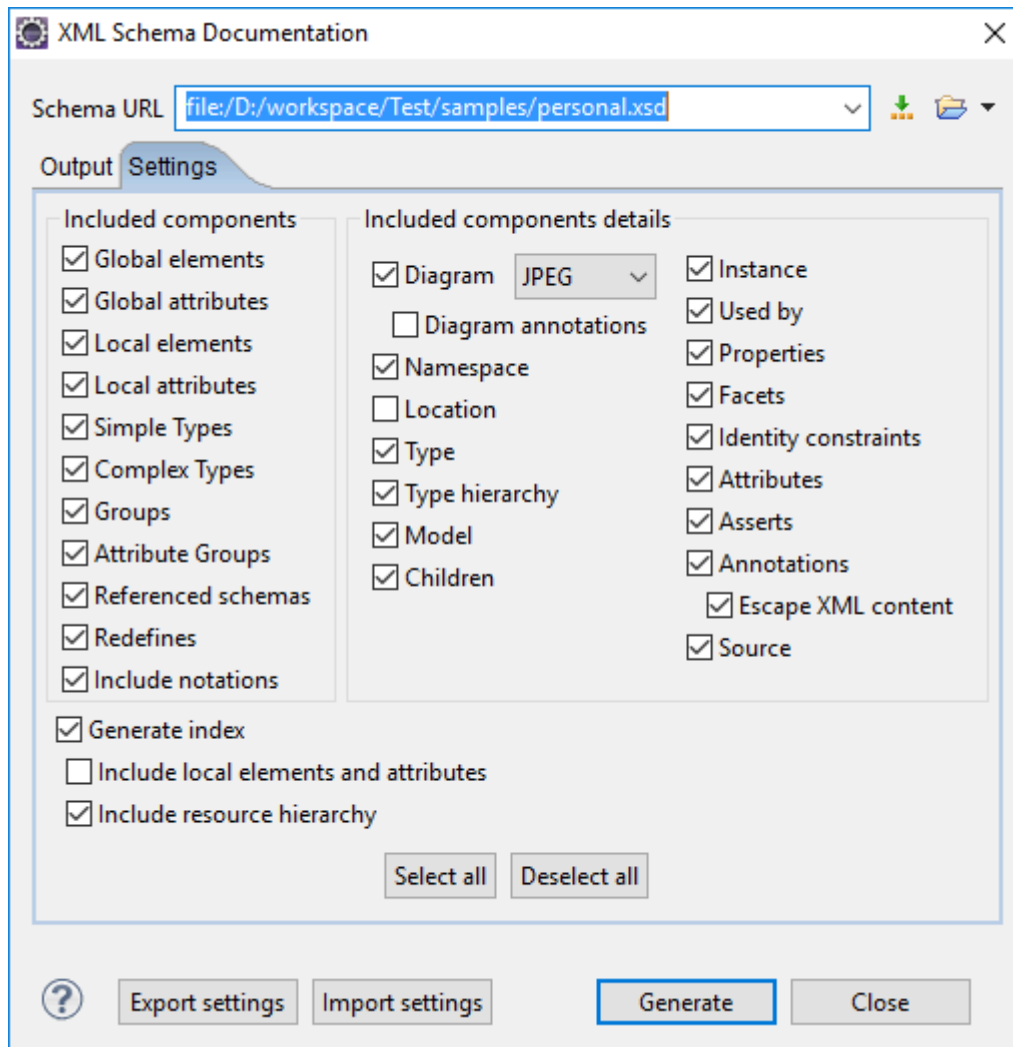 XML Schema Documentation
Schema URL file:/D:/workspace/Test/samples/personal.xsd
Output Settings
Included components
Global elements
Global attributes
Local elements
Local attributes
Simple Types
Complex Types
Groups
Attribute Groups
Referenced schemas
Redefines
Include notations
Included components details
Diagram JPEG
Diagram annotations
Namespace
Location
Type
Type hierarchy
Model
Children
Instance
Used by
Properties
Facets
Identity constraints
Attributes
Asserts
Annotations
Escape XML content
Source
Generate index
Include local elements and attributes
Include resource hierarchy
Select all Deselect all
? Export settings Import settings Generate Close